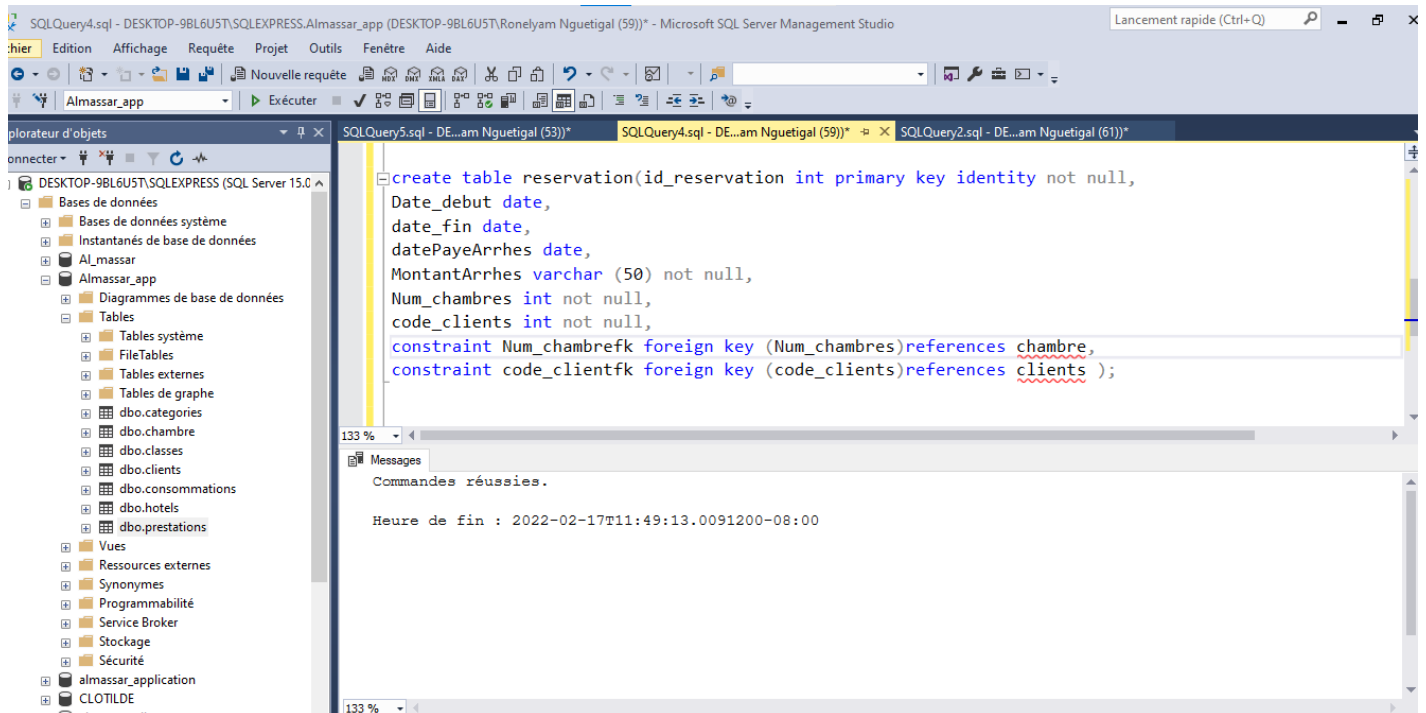 SQLQuery4.sql - DESKTOP-9BL6U5T\SQLEXPRESS.Almassar_app (DESKTOP-9BL6U5T\Ronelyam Nguetigal (59))* - Microsoft SQL Server Management Studio
Lancement rapide (Ctrl+Q)
hier Edition Affichage Requête Projet Outils Fenêtre Aide
Nouvelle requête
MDX DMX XMLA DAX
Almassar_app
Exécuter
plorateur d'objets
onnecter
DESKTOP-9BL6U5T\SQLEXPRESS (SQL Server 15.0
Bases de données
Bases de données système
Instantanés de base de données
Al_massar
Almassar_app
Diagrammes de base de données
Tables
Tables système
FileTables
Tables externes
Tables de graphe
dbo.categories
dbo.chambre
dbo.classes
dbo.clients
dbo.consommations
dbo.hotels
dbo.prestations
Vues
Ressources externes
Synonymes
Programmabilité
Service Broker
Stockage
Sécurité
almassar_application
CLOTILDE
SQLQuery5.sql - DE...am Nguetigal (53))*
SQLQuery4.sql - DE...am Nguetigal (59))*
SQLQuery2.sql - DE...am Nguetigal (61))*
create table reservation(id_reservation int primary key identity not null,
Date_debut date,
date_fin date,
datePayeArrhes date,
MontantArrhes varchar (50) not null,
Num_chambres int not null,
code_clients int not null,
constraint Num_chambrefk foreign key (Num_chambres)references chambre,
constraint code_clientfk foreign key (code_clients)references clients );
133 %
Messages
Commandes réussies.
Heure de fin : 2022-02-17T11:49:13.0091200-08:00
133 %